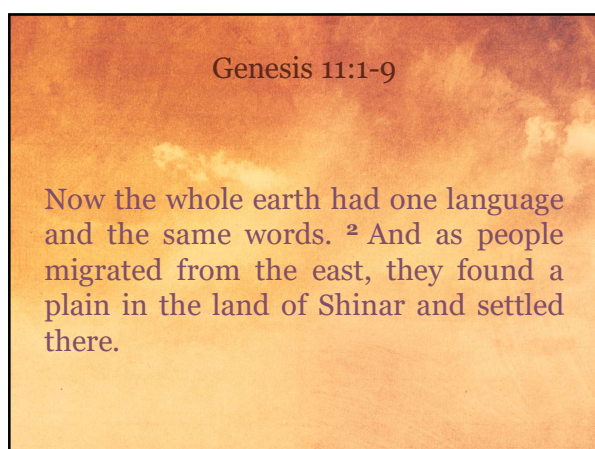 Genesis 11:1-9
Now the whole earth had one language
and the same words. 2 And as people
migrated from the east, they found a
plain in the land of Shinar and settled
there.